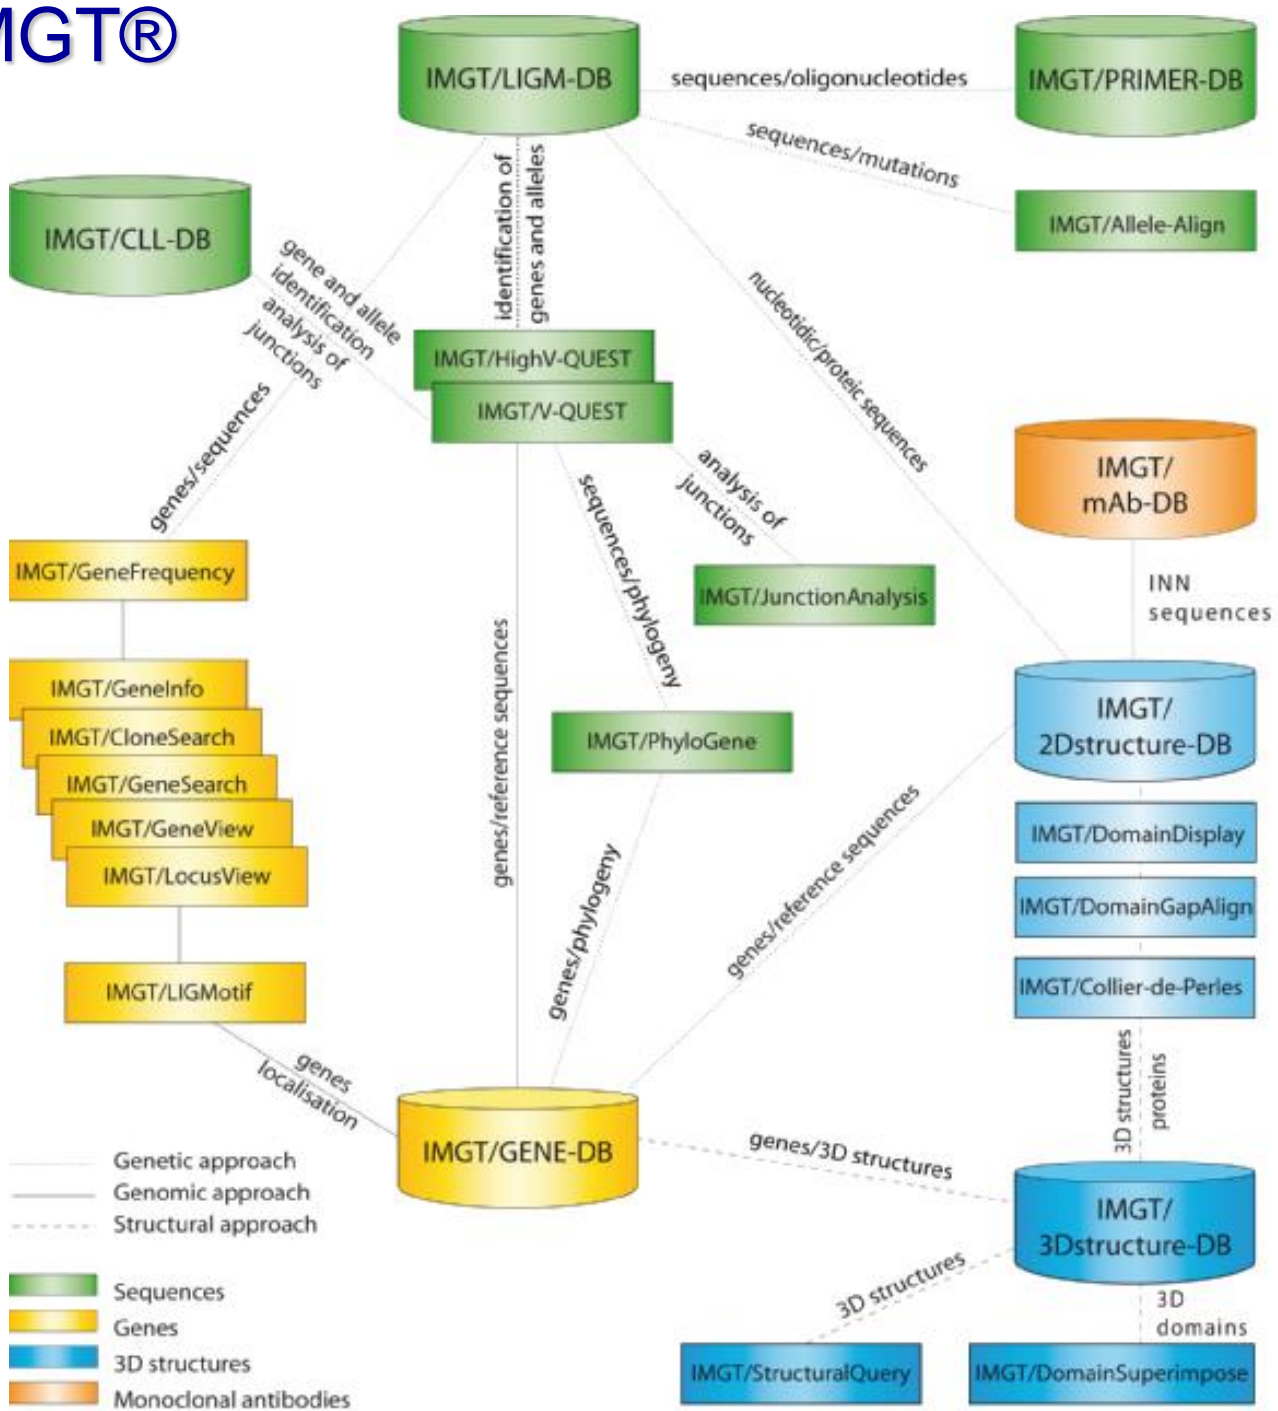 MGT®
IMGT/LIGM-DB
sequences/oligonucleotides
IMGT/PRIMER-DB
sequences/mutations
IMGT/Allele-Align
IMGT/CLL-DB
identification of
genes and alleles
gene and allele
identification
analysis of
junctions
nucleotidic/proteic sequences
IMGT/HighV-QUEST
IMGT/V-QUEST
genes/sequences
analysis of
junctions
sequences/phylogeny
IMGT/
mAb-DB
INN
sequences
IMGT/GeneFrequency
IMGT/JunctionAnalysis
genes/reference sequences
IMGT/GeneInfo
IMGT/CloneSearch
IMGT/GeneSearch
IMGT/GeneView
IMGT/LocusView
IMGT/PhyloGene
IMGT/
2Dstructure-DB
IMGT/DomainDisplay
IMGT/DomainGapAlign
IMGT/Collier-de-Perles
genes/phylogeny
genes/reference sequences
IMGT/LIGMotif
genes
localisation
3D structures
proteins
IMGT/GENE-DB
genes/3D structures
IMGT/
3Dstructure-DB
3D structures
3D
domains
IMGT/StructuralQuery
IMGT/DomainSuperimpose
Genetic approach
Genomic approach
Structural approach
Sequences
Genes
3D structures
Monoclonal antibodies